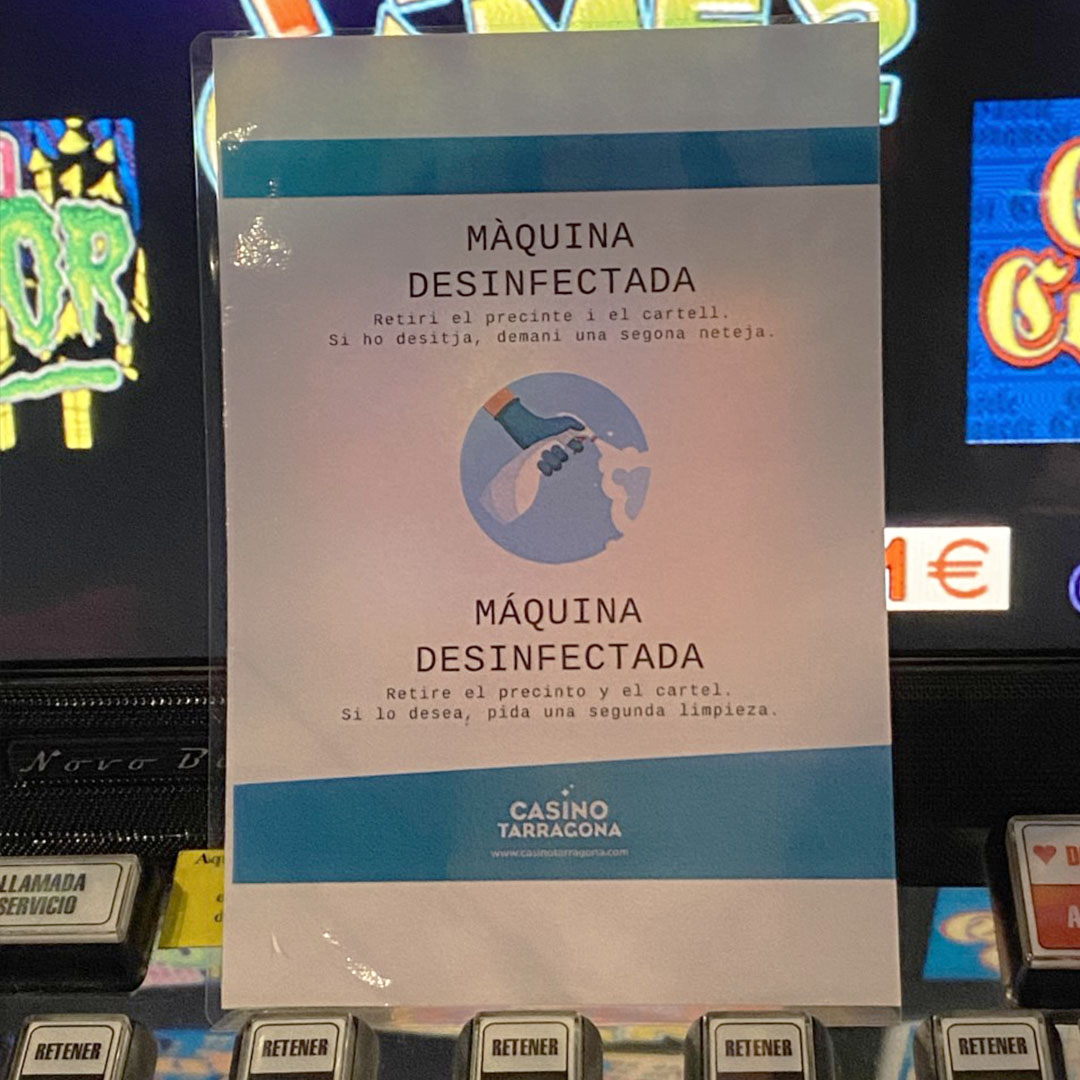 MÀQUINA
DESINFECTADA
Retiri el precinte i el cartell.
Si ho desitja, demani una segona neteja.
1 €
MÁQUINA
DESINFECTADA
Retire el precinto y el cartel.
Si lo desea, pida una segunda limpieza.
Novo
CASINO
TARRAGONA
www.casinotarragona.com
LLAMADA
SERVICIO
RETENER
RETENER
RETENER
RETENER
RETENER